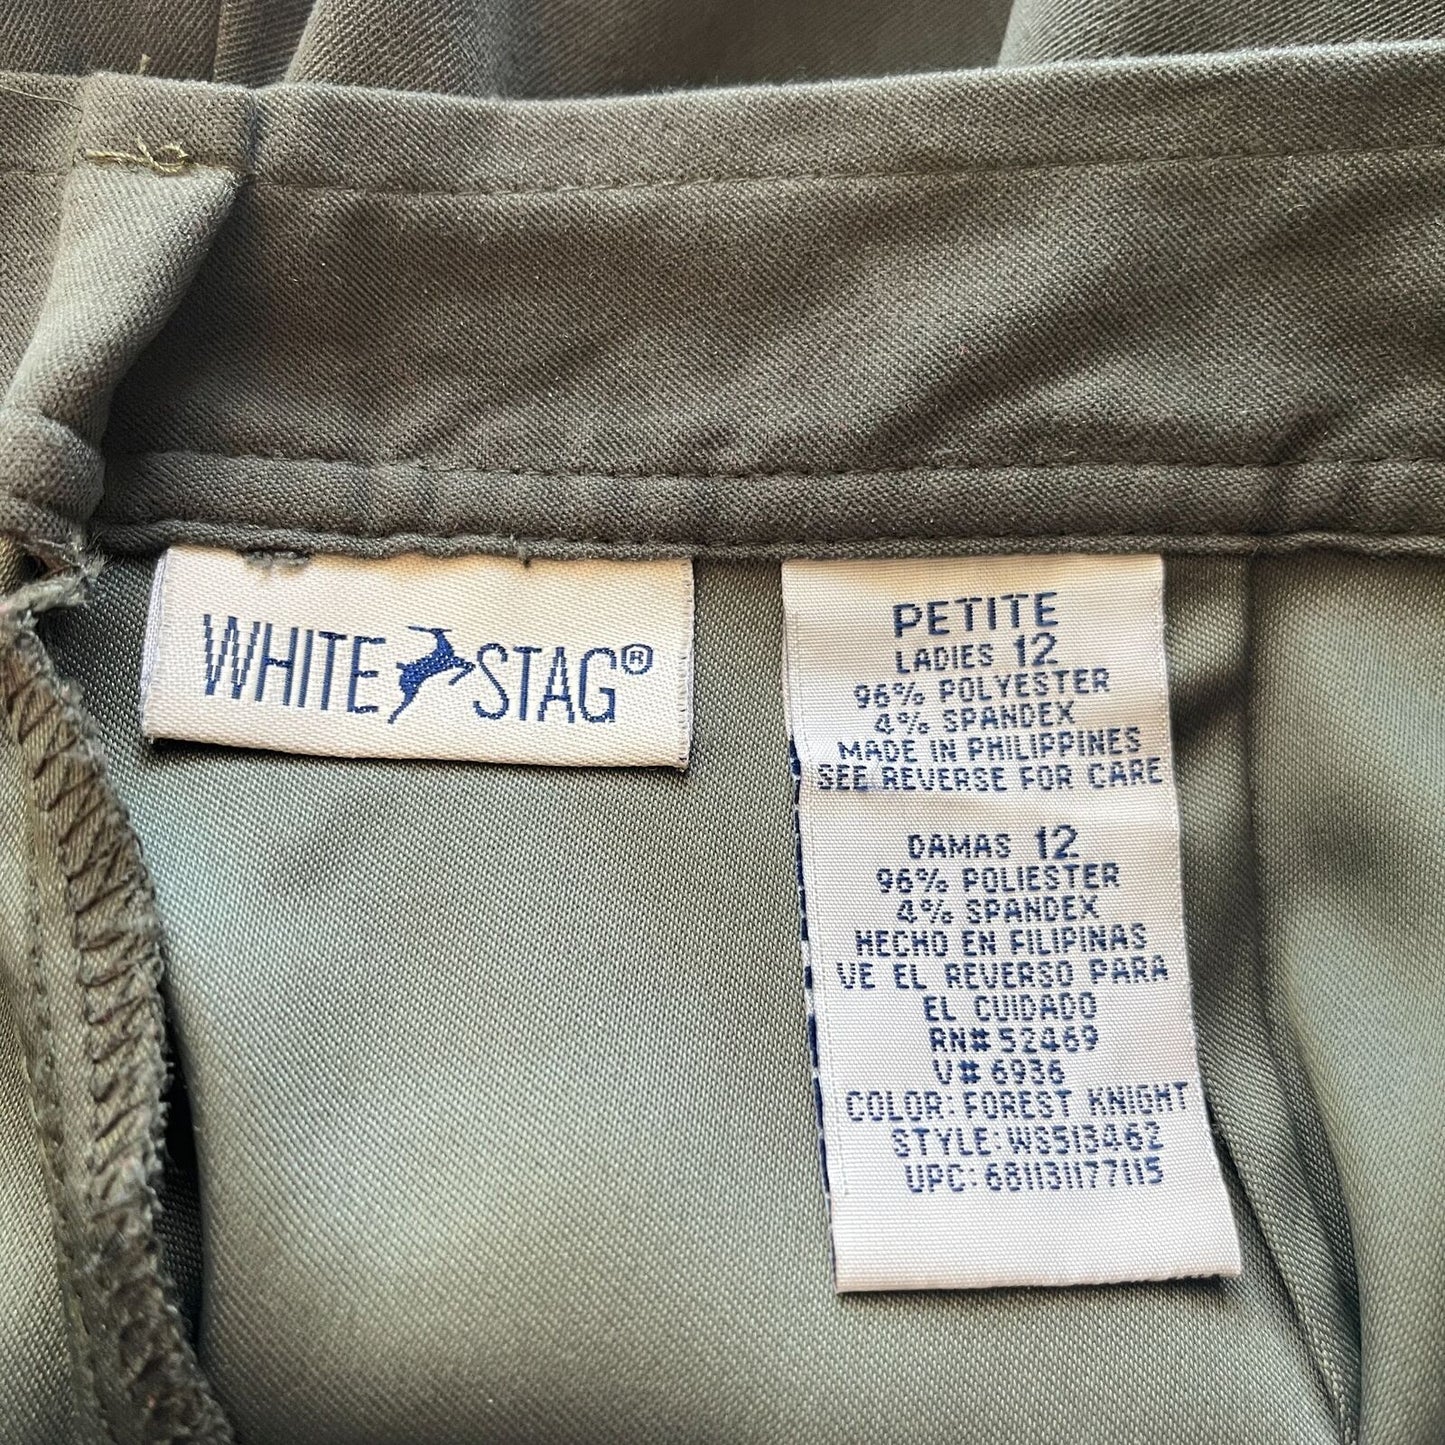 WHITE STAG®
PETITE
LADIES 12
96% POLYESTER
4% SPANDEX
MADE IN PHILIPPINES
SEE REVERSE FOR CARE
DAMAS 12
96% POLIESTER
4% SPANDEX
HECHO EN FILIPINAS
VE EL REVERSO PARA
EL CUIDADO
RN# 52469
V# 6936
COLOR: FOREST KNIGHT
STYLE: WS513462
UPC: 681131177115